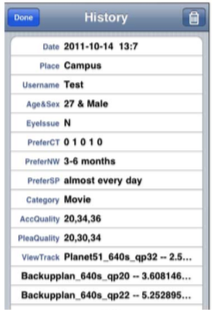 Done History
Date 2011-10-14 13:7
Place Campus
Username Test
Age&Sex 27 & Male
EyeIssue N
PreferCT 0 1 0 1 0
PreferNW 3-6 months
PreferSP almost every day
Category Movie
AccQuality 20,34,36
PleaQuality 20,30,34
ViewTrack Planet51_640s_qp32 -- 2.5...
Backupplan_640s_qp20 -- 3.608146...
Backupplan_640s_qp22 -- 5.252895...